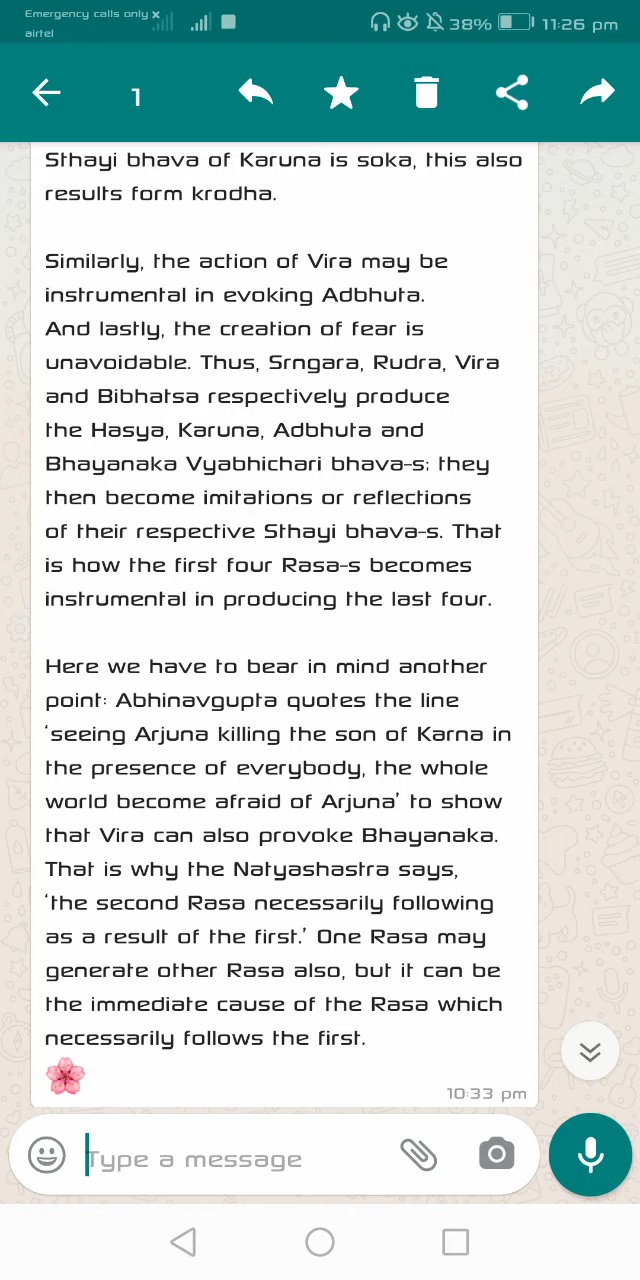 Emergency calls only
airtel
38%
11:26 pm
1
Sthayi bhava of Karuna is soka, this also
results form krodha.
Similarly, the action of Vira may be
instrumental in evoking Adbhuta.
And lastly, the creation of fear is
unavoidable. Thus, Srngara, Rudra, Vira
and Bibhatsa respectively produce
the Hasya, Karuna, Adbhuta and
Bhayanaka Vyabhichari bhava-s; they
then become imitations or reflections
of their respective Sthayi bhava-s. That
is how the first four Rasa-s becomes
instrumental in producing the last four.
Here we have to bear in mind another
point: Abhinavgupta quotes the line
‘seeing Arjuna killing the son of Karna in
the presence of everybody, the whole
world become afraid of Arjuna’ to show
that Vira can also provoke Bhayanaka.
That is why the Natyashastra says,
‘the second Rasa necessarily following
as a result of the first.’ One Rasa may
generate other Rasa also, but it can be
the immediate cause of the Rasa which
necessarily follows the first.
🌸
10:33 pm
Type a message